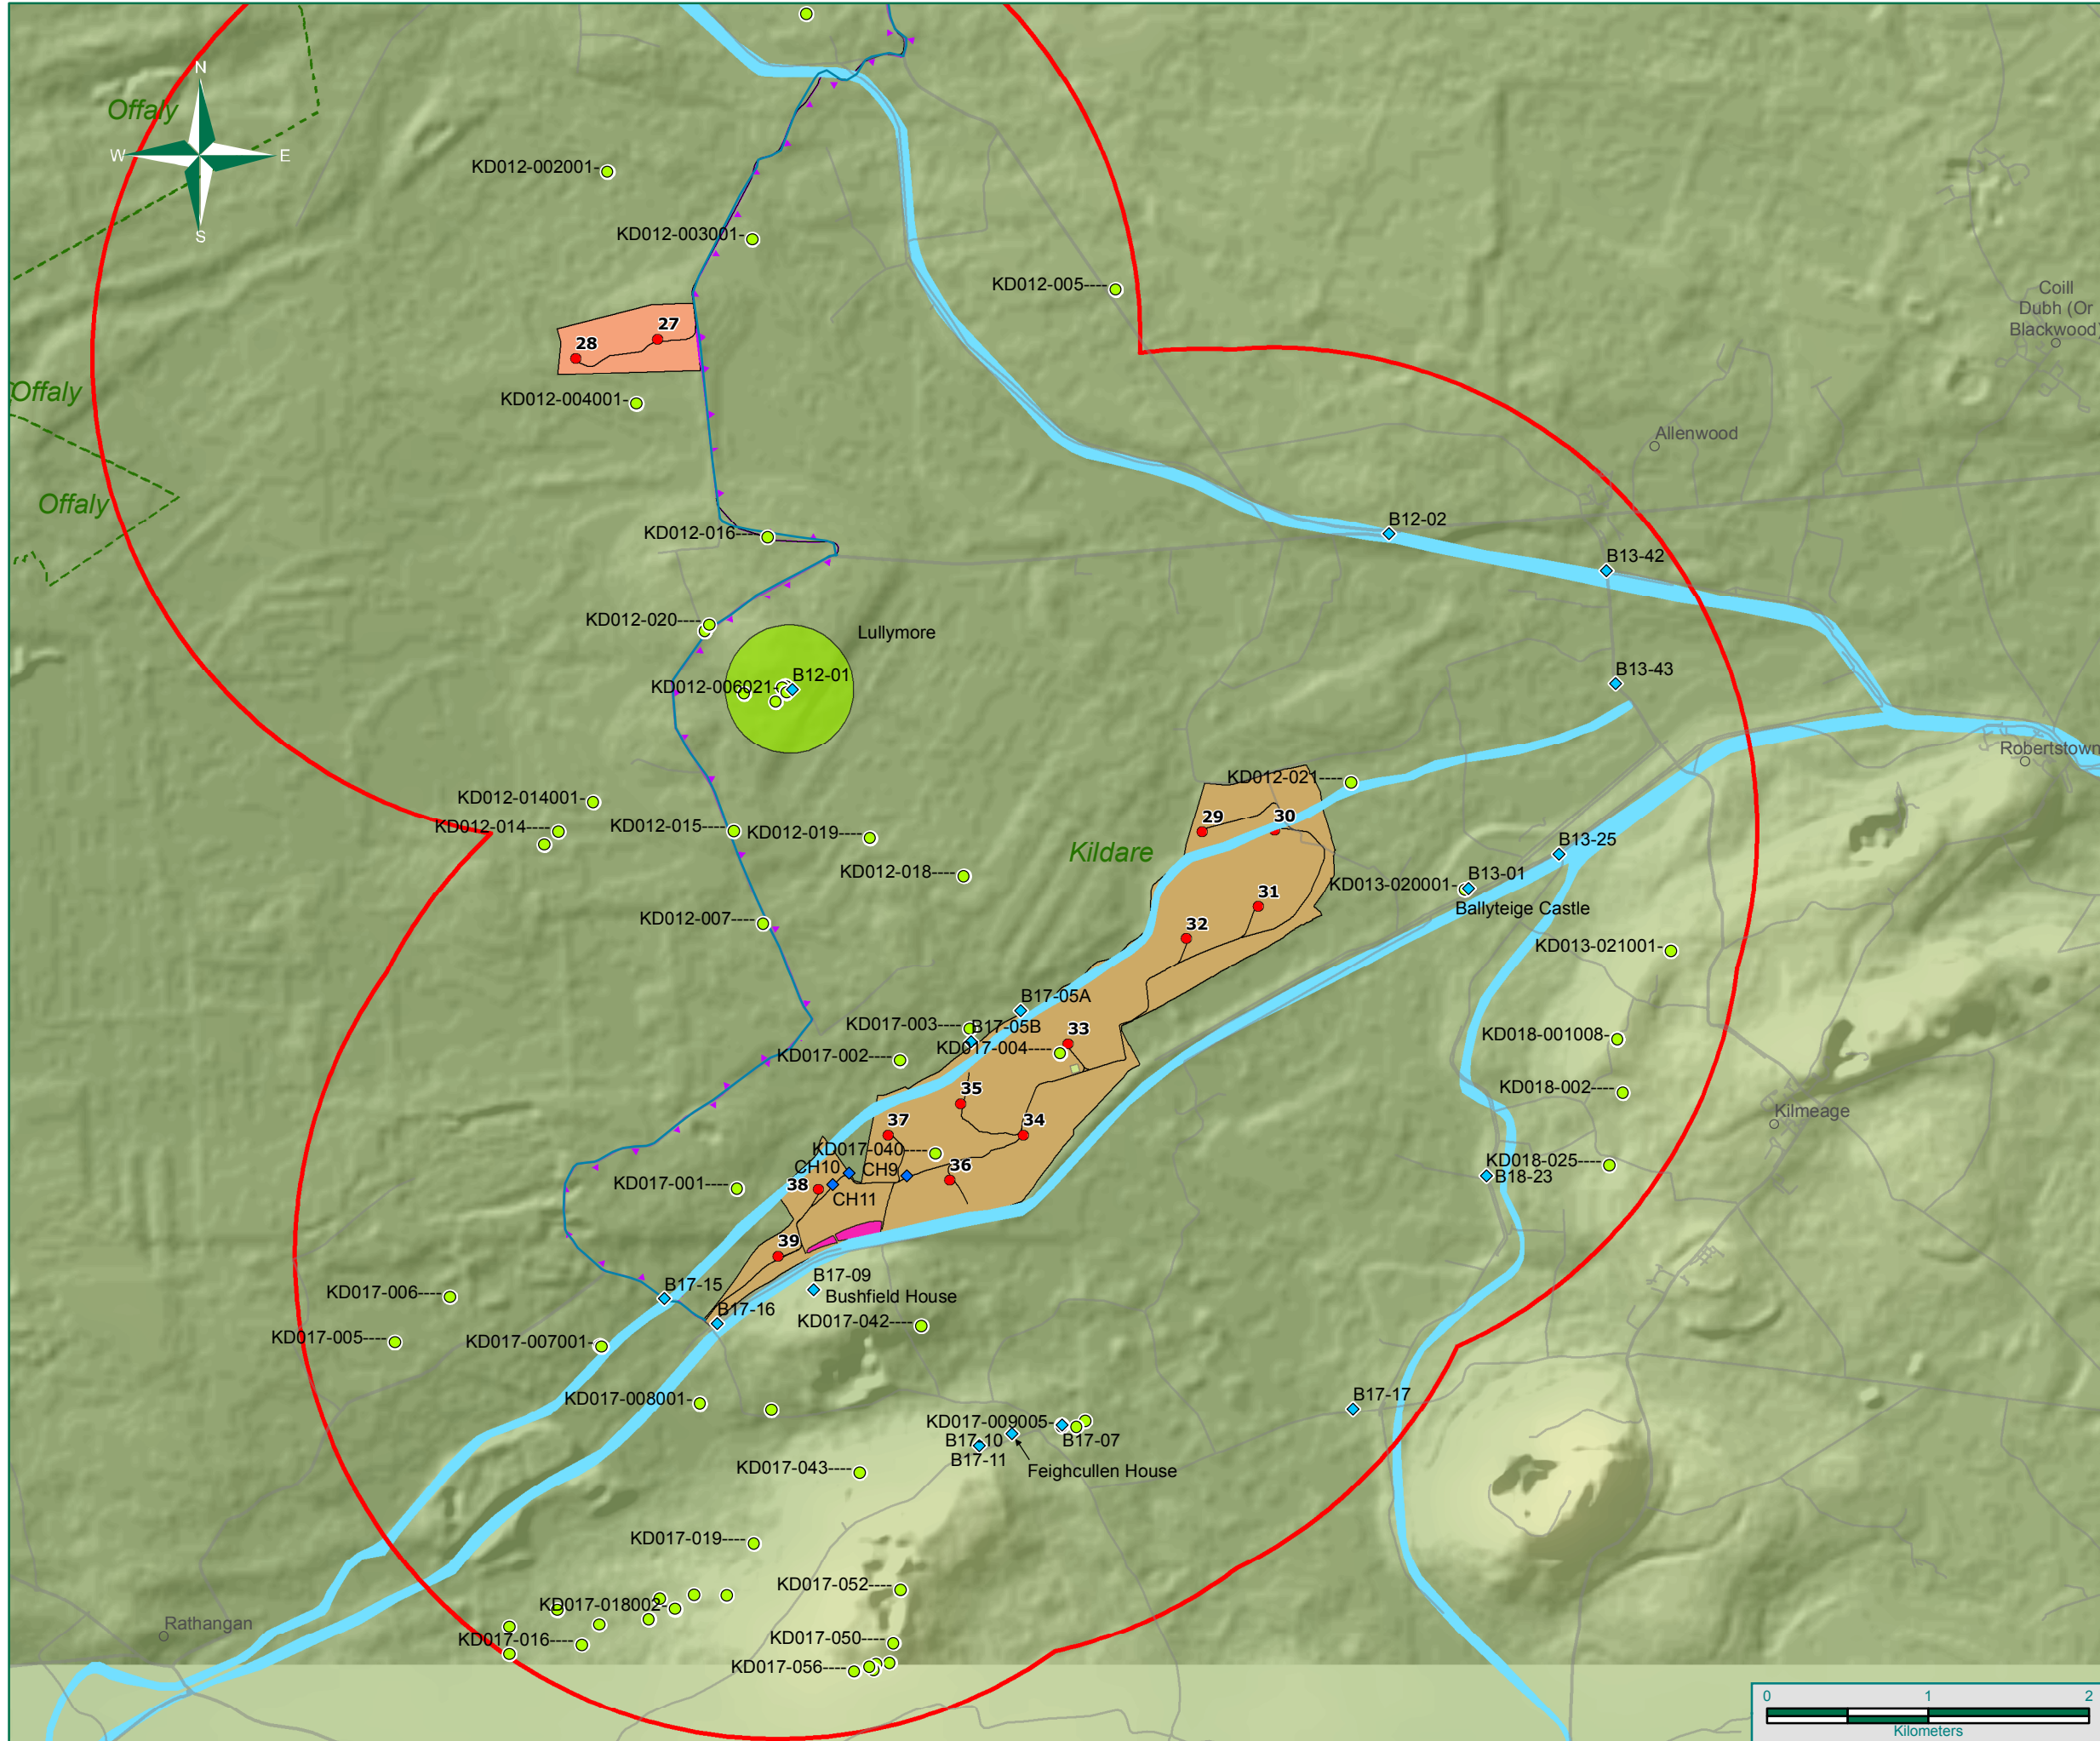 N
Offaly
W
E
S
KD012-002001-
KD012-003001-
KD012-005----
Coill
Dubh (Or
Blackwood)
27
28
Offaly
KD012-004001-
Allenwood
Offaly
B12-02
KD012-016----
B13-42
KD012-020----
Lullymore
B13-43
B12-01
KD012-006021-
Robertstown
KD012-021----
KD012-014001-
KD012-014----
KD012-015----
KD012-019----
29
30
Kildare
B13-25
KD012-018----
B13-01
KD013-020001-
31
Ballyteige Castle
KD012-007----
32
KD013-021001-
B17-05A
KD017-003----
B17-05B
33
KD018-001008-
KD017-002----
KD017-004----
35
KD018-002----
Kilmeage
37
34
KD017-040----
36
KD018-025----
CH10
CH9
B18-23
KD017-001----
38
CH11
39
B17-15
B17-09
KD017-006----
Bushfield House
B17-16
KD017-042----
KD017-005----
KD017-007001-
KD017-008001-
B17-17
KD017-009005-
B17-10
B17-07
B17-11
Feighcullen House
KD017-043----
KD017-019----
KD017-052----
KD017-018002-
Rathangan
KD017-016----
KD017-050----
KD017-056----
0
1
2
Kilometers